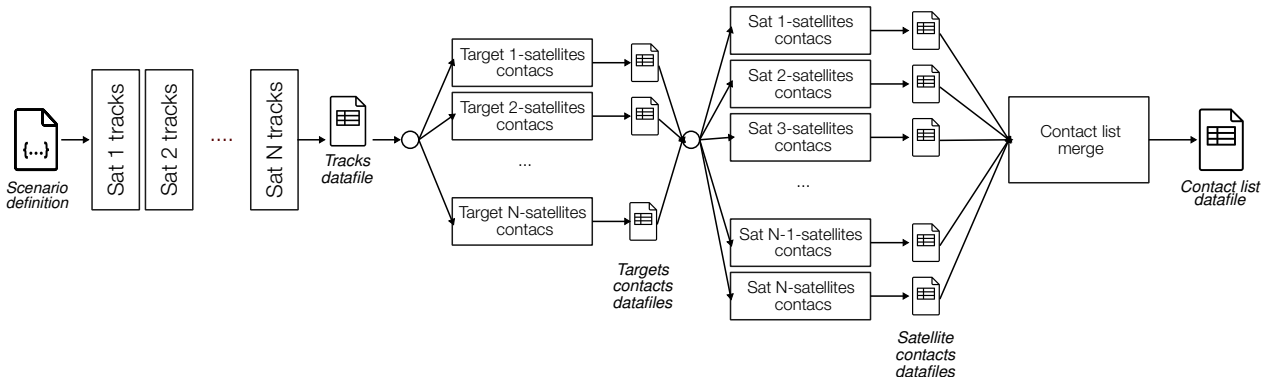 {...}
Scenario
definition
Sat 1 tracks
Sat 2 tracks
....
Sat N tracks
Tracks
datafile
Target 1-satellites
contacs
Target 2-satellites
contacs
...
Target N-satellites
contacs
Targets
contacts
datafiles
Sat 1-satellites
contacs
Sat 2-satellites
contacs
Sat 3-satellites
contacs
...
Sat N-1-satellites
contacs
Sat N-satellites
contacs
Satellite
contacts
datafiles
Contact list
merge
Contact list
datafile